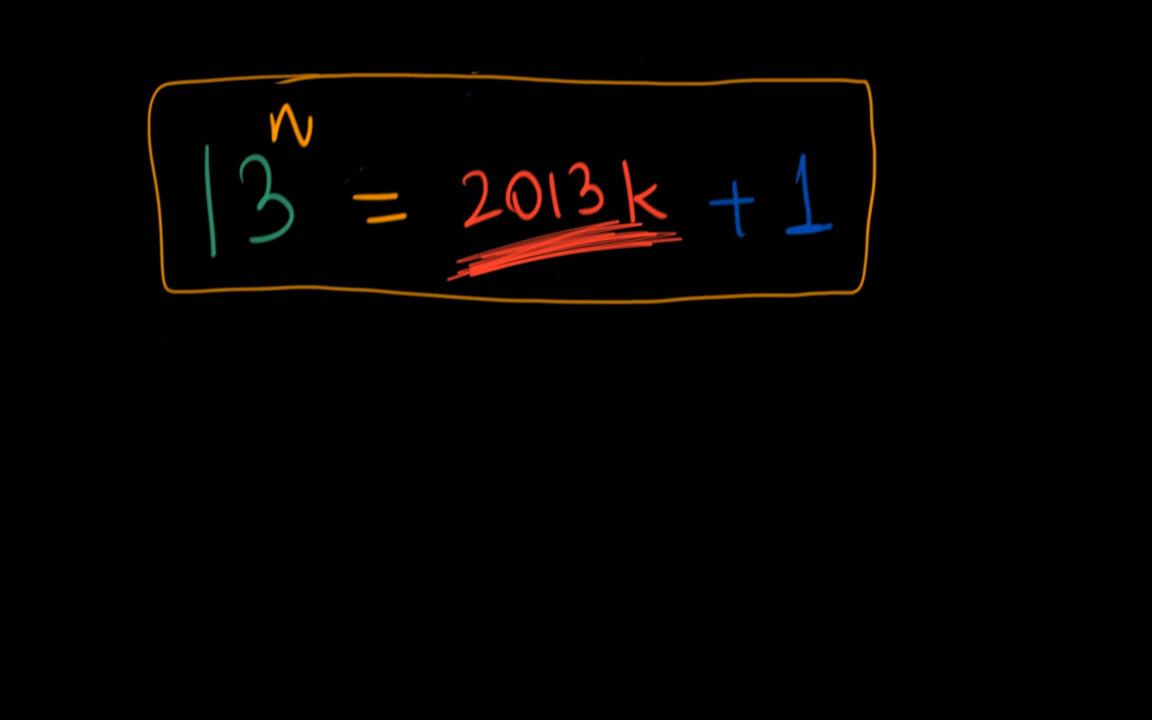 13ⁿ = 2013k + 1